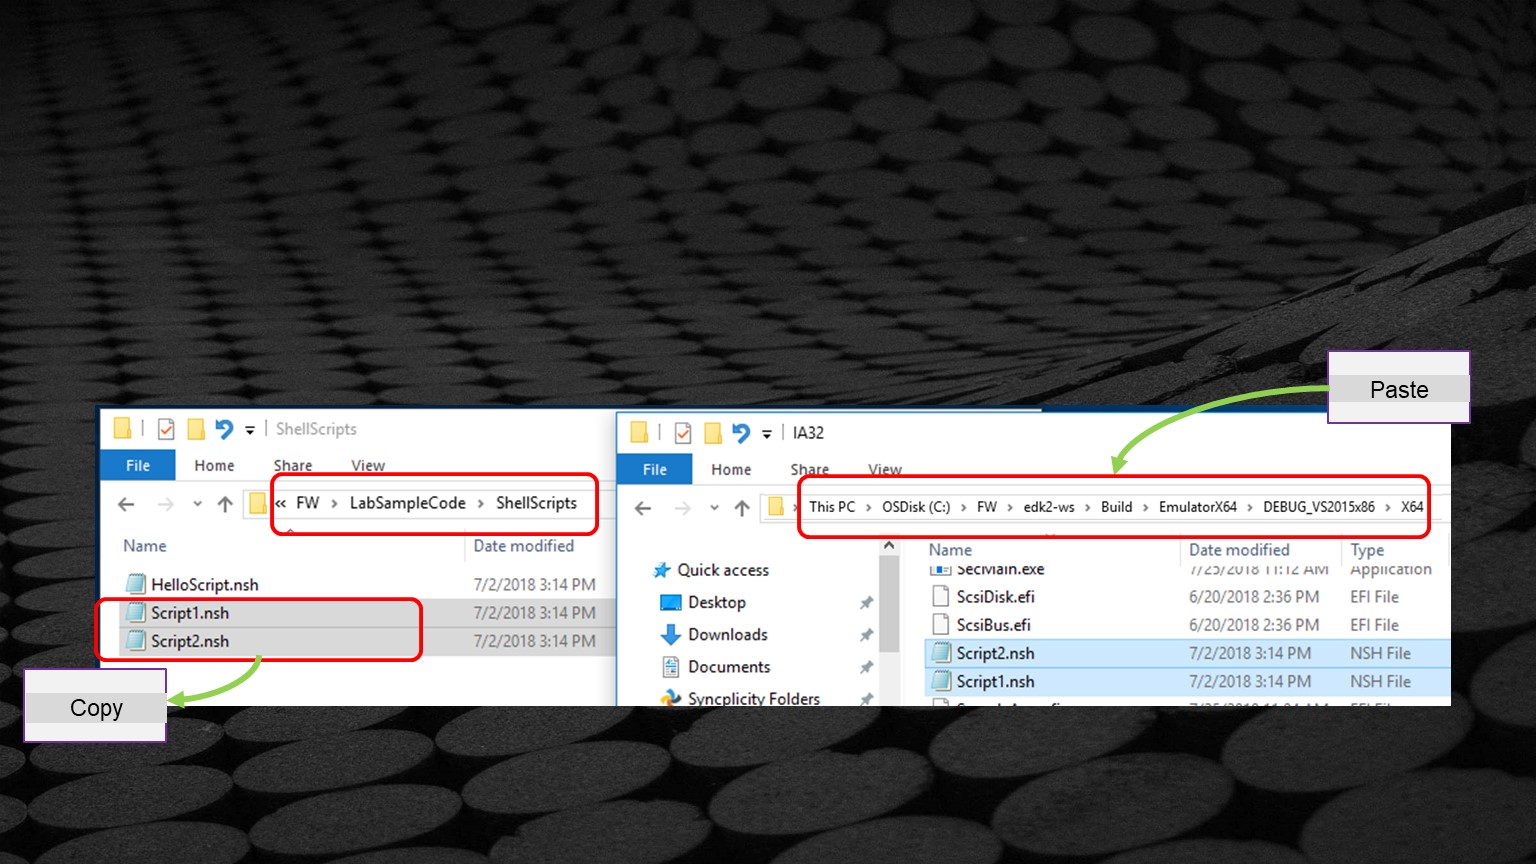 Paste
ShellScripts
File Home Share View
« FW > LabSampleCode > ShellScripts
Name Date modified
HelloScript.nsh 7/2/2018 3:14 PM
Script1.nsh 7/2/2018 3:14 PM
Script2.nsh 7/2/2018 3:14 PM
Copy
IA32
File Home Share View
> This PC > OSDisk (C:) > FW > edk2-ws > Build > EmulatorX64 > DEBUG_VS2015x86 > X64
Quick access
Desktop
Downloads
Documents
Syncplicity Folders
Name Date modified Type
SecMain.exe 7/25/2018 11:12 AM Application
ScsiDisk.efi 6/20/2018 2:36 PM EFI File
ScsiBus.efi 6/20/2018 2:36 PM EFI File
Script2.nsh 7/2/2018 3:14 PM NSH File
Script1.nsh 7/2/2018 3:14 PM NSH File